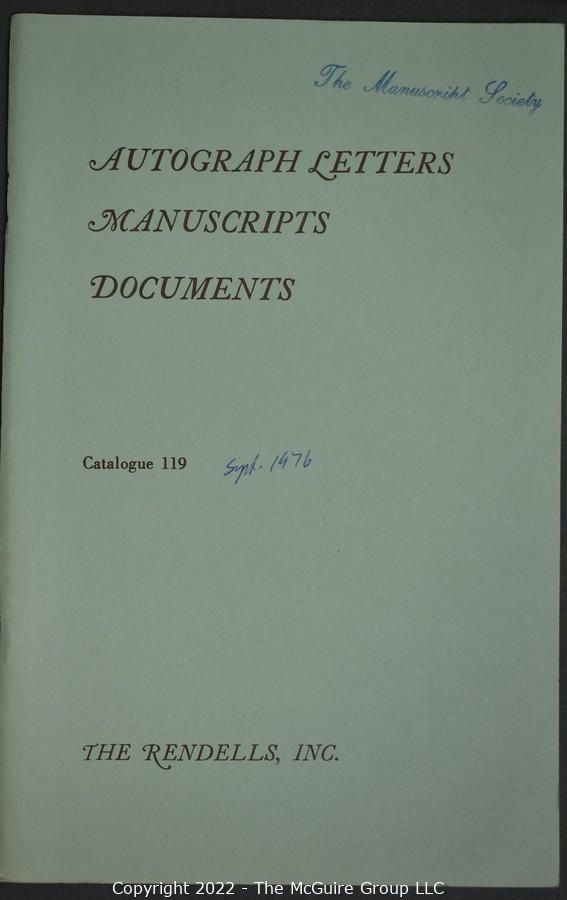 The Manuscript Society
AUTOGRAPH LETTERS
MANUSCRIPTS
DOCUMENTS
Catalogue 119 Sept. 1976
THE RENDELLS, INC.
Copyright 2022 - The McGuire Group LLC